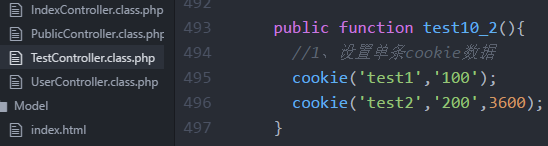 IndexController.class.php
PublicController.class.php
TestController.class.php
UserController.class.php
Model
index.html
492
493 public function test10_2(){
494 //1、设置单条cookie数据
495 cookie('test1','100');
496 cookie('test2','200',3600);
497 }